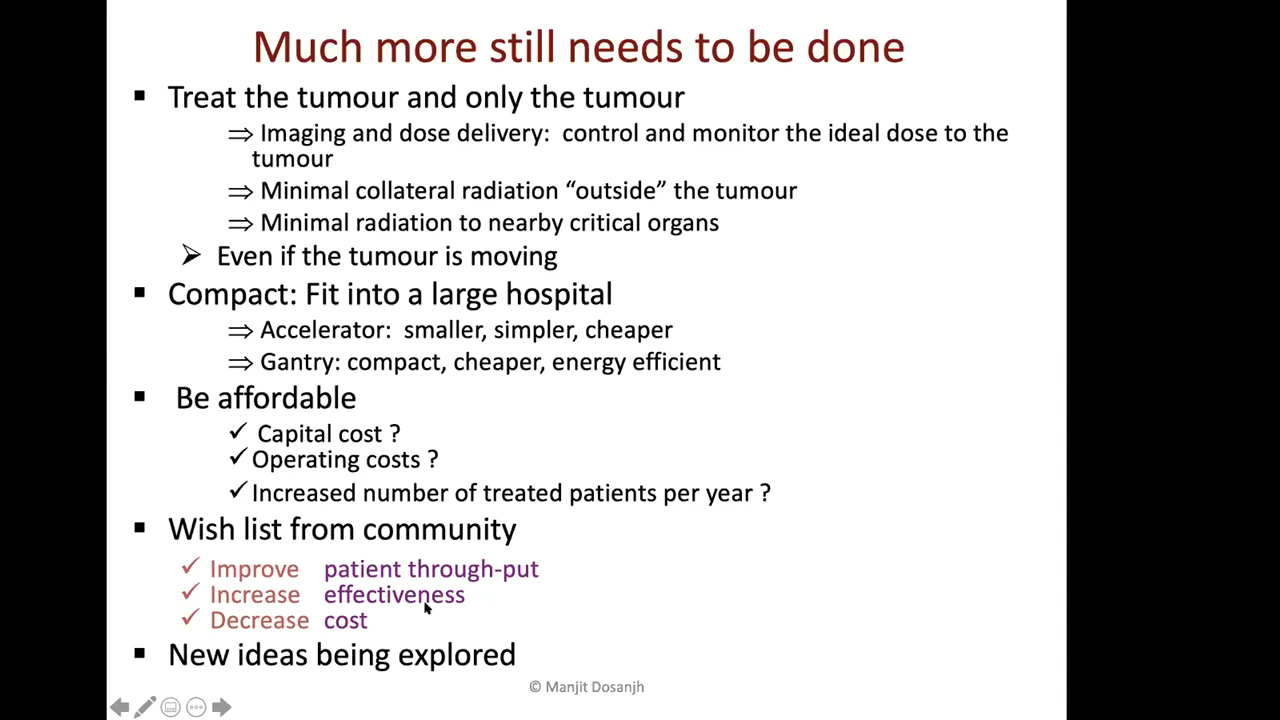 Much more still needs to be done
▪ Treat the tumour and only the tumour
⇒ Imaging and dose delivery: control and monitor the ideal dose to the
tumour
⇒ Minimal collateral radiation “outside” the tumour
⇒ Minimal radiation to nearby critical organs
➢ Even if the tumour is moving
▪ Compact: Fit into a large hospital
⇒ Accelerator: smaller, simpler, cheaper
⇒ Gantry: compact, cheaper, energy efficient
▪ Be affordable
✓ Capital cost ?
✓ Operating costs ?
✓ Increased number of treated patients per year ?
▪ Wish list from community
✓ Improve patient through-put
✓ Increase effectiveness
✓ Decrease cost
▪ New ideas being explored
© Manjit Dosanjh